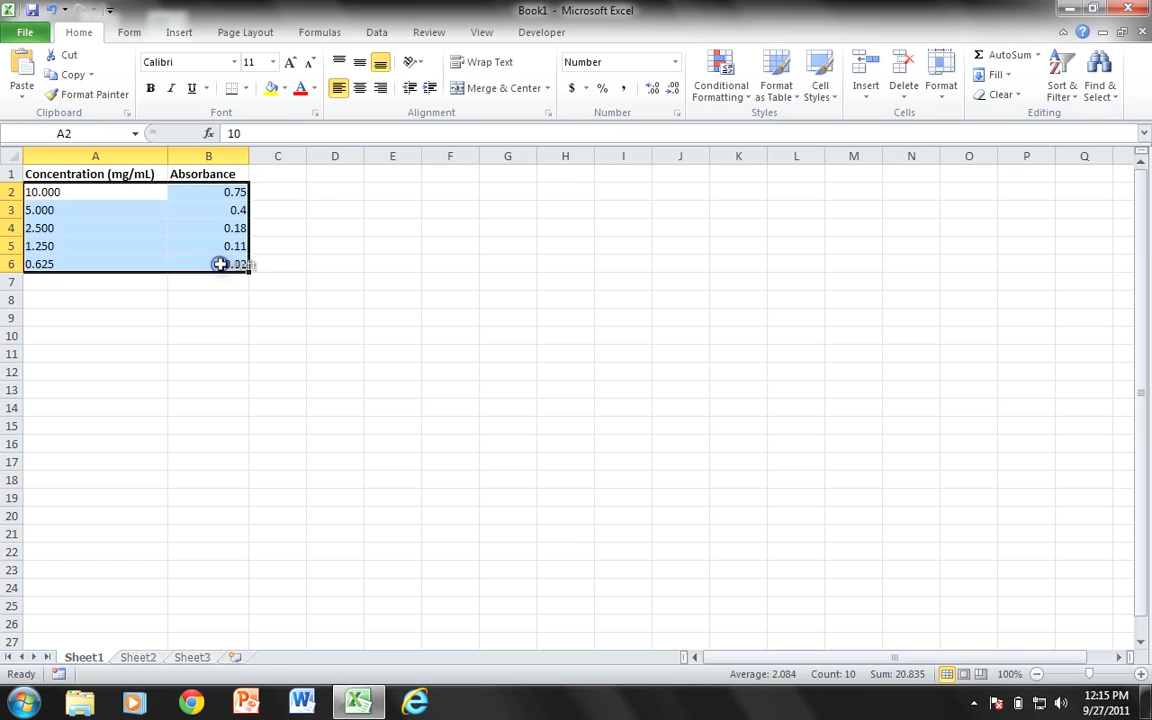 Book1 - Microsoft Excel
File Home Form Insert Page Layout Formulas Data Review View Developer
Paste Cut Copy Format Painter Clipboard
Calibri 11 B I U A Font
Wrap Text Merge & Center Alignment
Number $ % , Number
Conditional Formatting Format as Table Cell Styles Styles
Insert Delete Format Cells
Σ AutoSum Fill Clear Sort & Filter Find & Select Editing
A2 fx 10
A B C D E F G H I J K L M N O P Q
1 Concentration (mg/mL) Absorbance
2 10.000 0.75
3 5.000 0.4
4 2.500 0.18
5 1.250 0.11
6 0.625
7
8
9
10
11
12
13
14
15
16
17
18
19
20
21
22
23
24
25
26
27
Sheet1 Sheet2 Sheet3
Ready Average: 2.084 Count: 10 Sum: 20.835 100%
12:15 PM
9/27/2011